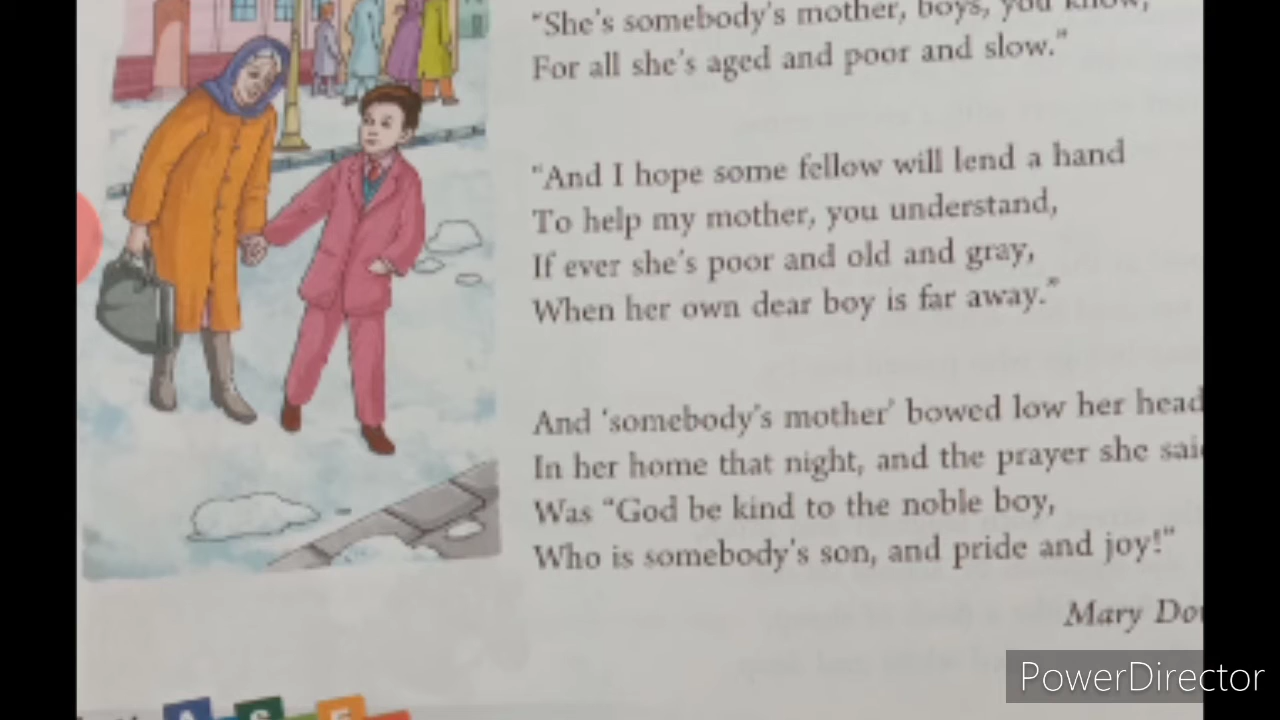 “She's somebody's mother, boys, you know,
For all she's aged and poor and slow.”
“And I hope some fellow will lend a hand
To help my mother, you understand,
If ever she's poor and old and gray,
When her own dear boy is far away.”
And ‘somebody's mother’ bowed low her head
In her home that night, and the prayer she
Was “God be kind to the noble boy,
Who is somebody's son, and pride and joy!”
Mary
PowerDirector